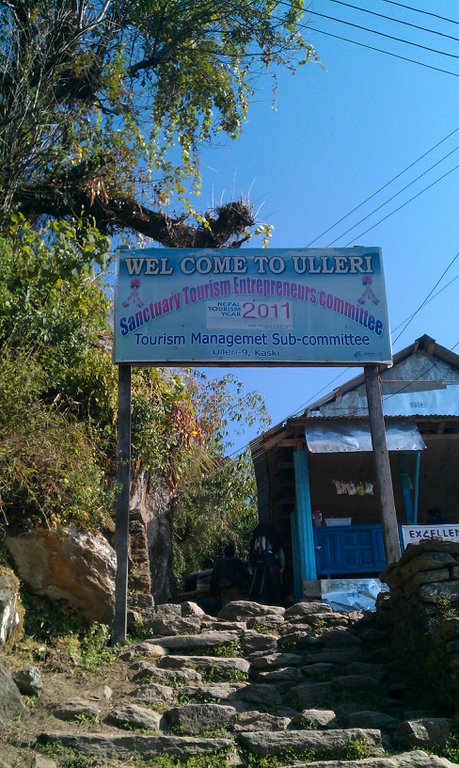 WEL COME TO ULLERI
Sanctuary Tourism Entrepreneurs committee
NEPAL
TOURISM
YEAR
2011
Tourism Managemet Sub-committee
Ulleri-9, Kaski
EXCELLEN